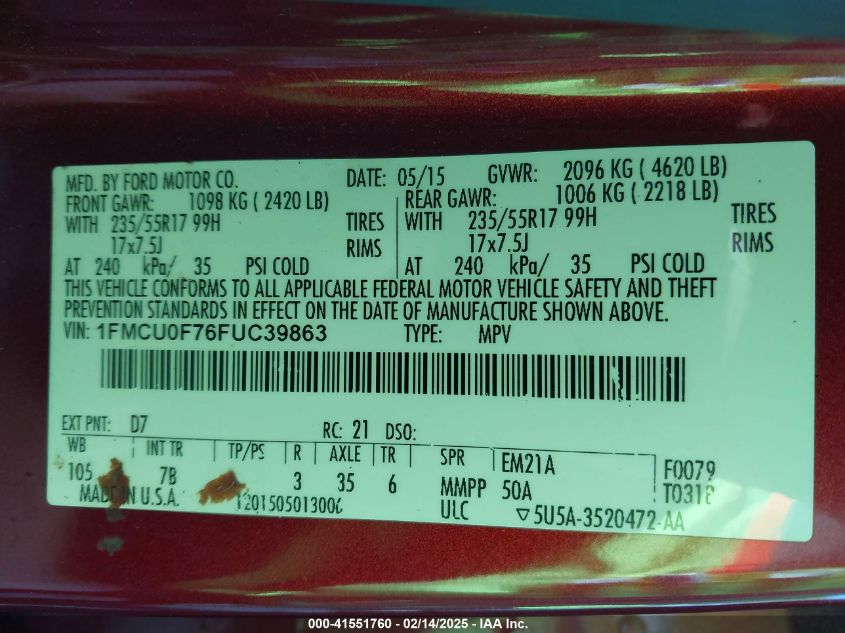 MFD. BY FORD MOTOR CO. DATE: 05/15 GVWR: 2096 KG ( 4620 LB)
FRONT GAWR: 1098 KG ( 2420 LB) REAR GAWR: 1006 KG ( 2218 LB)
WITH 235/55R17 99H TIRES WITH 235/55R17 99H TIRES
17x7.5J RIMS 17x7.5J RIMS
AT 240 kPa/ 35 PSI COLD AT 240 kPa/ 35 PSI COLD
THIS VEHICLE CONFORMS TO ALL APPLICABLE FEDERAL MOTOR VEHICLE SAFETY AND THEFT
PREVENTION STANDARDS IN EFFECT ON THE DATE OF MANUFACTURE SHOWN ABOVE.
VIN: 1FMCU0F76FUC39863 TYPE: MPV
EXT PNT: D7 RC: 21 DSO:
WB INT TR TP/PS R AXLE TR SPR EM21A F0079
105 7B 3 35 6 MMPP 50A T0318
MADE IN U.S.A. 1201505013006 ULC ▽5U5A-3520472-AA
000-41551760 — 02/14/2025 — IAA Inc.